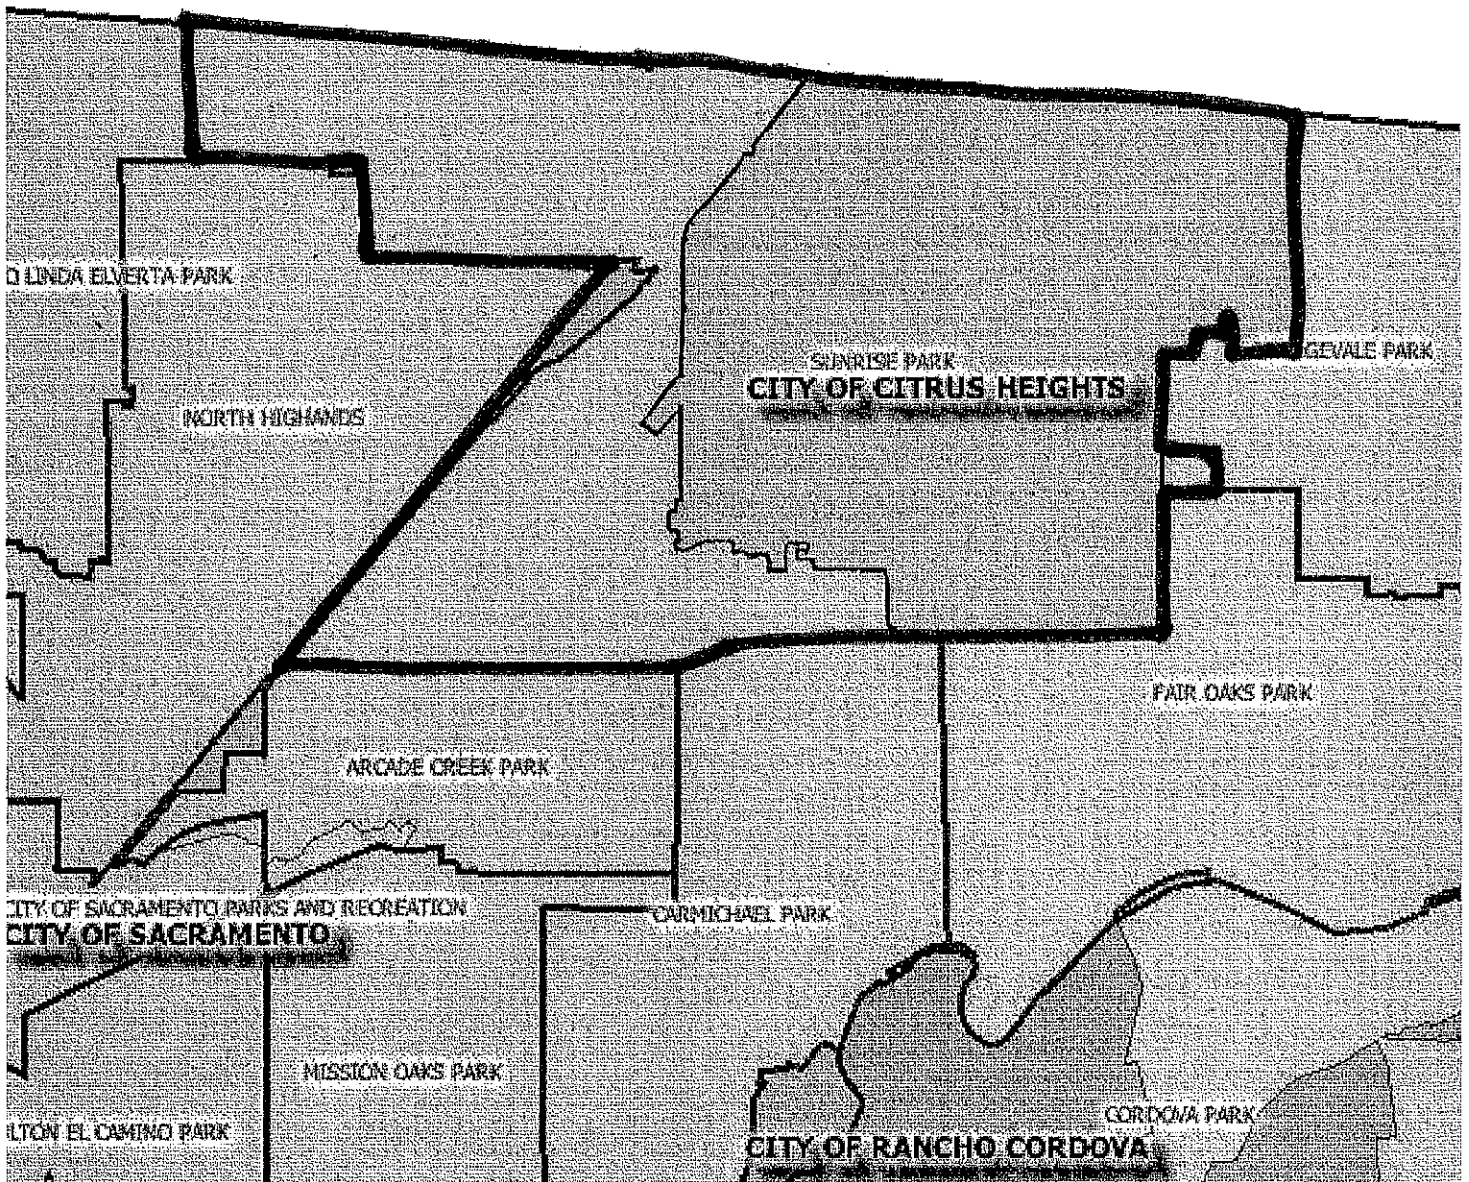 O LINDA ELVERTA PARK
SUNRISE PARK
GEVALE PARK
CITY OF CITRUS HEIGHTS
NORTH HIGHANDS
FAIR OAKS PARK
ARCADE CREEK PARK
CITY OF SACRAMENTO PARKS AND RECREATION
CARMICHAEL PARK
CITY OF SACRAMENTO
MISSION OAKS PARK
CORDOVA PARK
LTON EL CAMINO PARK
CITY OF RANCHO CORDOVA